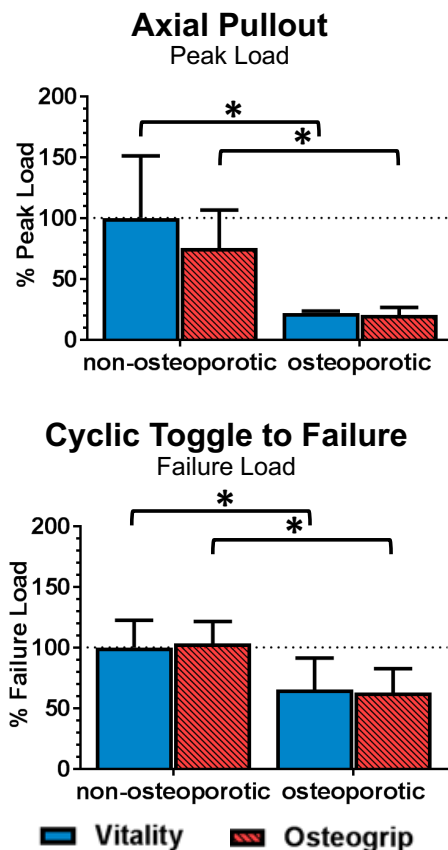 Axial Pullout
Peak Load
% Peak Load
200
150
100
50
0
*
*
non-osteoporotic osteoporotic
Cyclic Toggle to Failure
Failure Load
% Failure Load
200
150
100
50
0
*
*
non-osteoporotic osteoporotic
Vitality Osteogrip